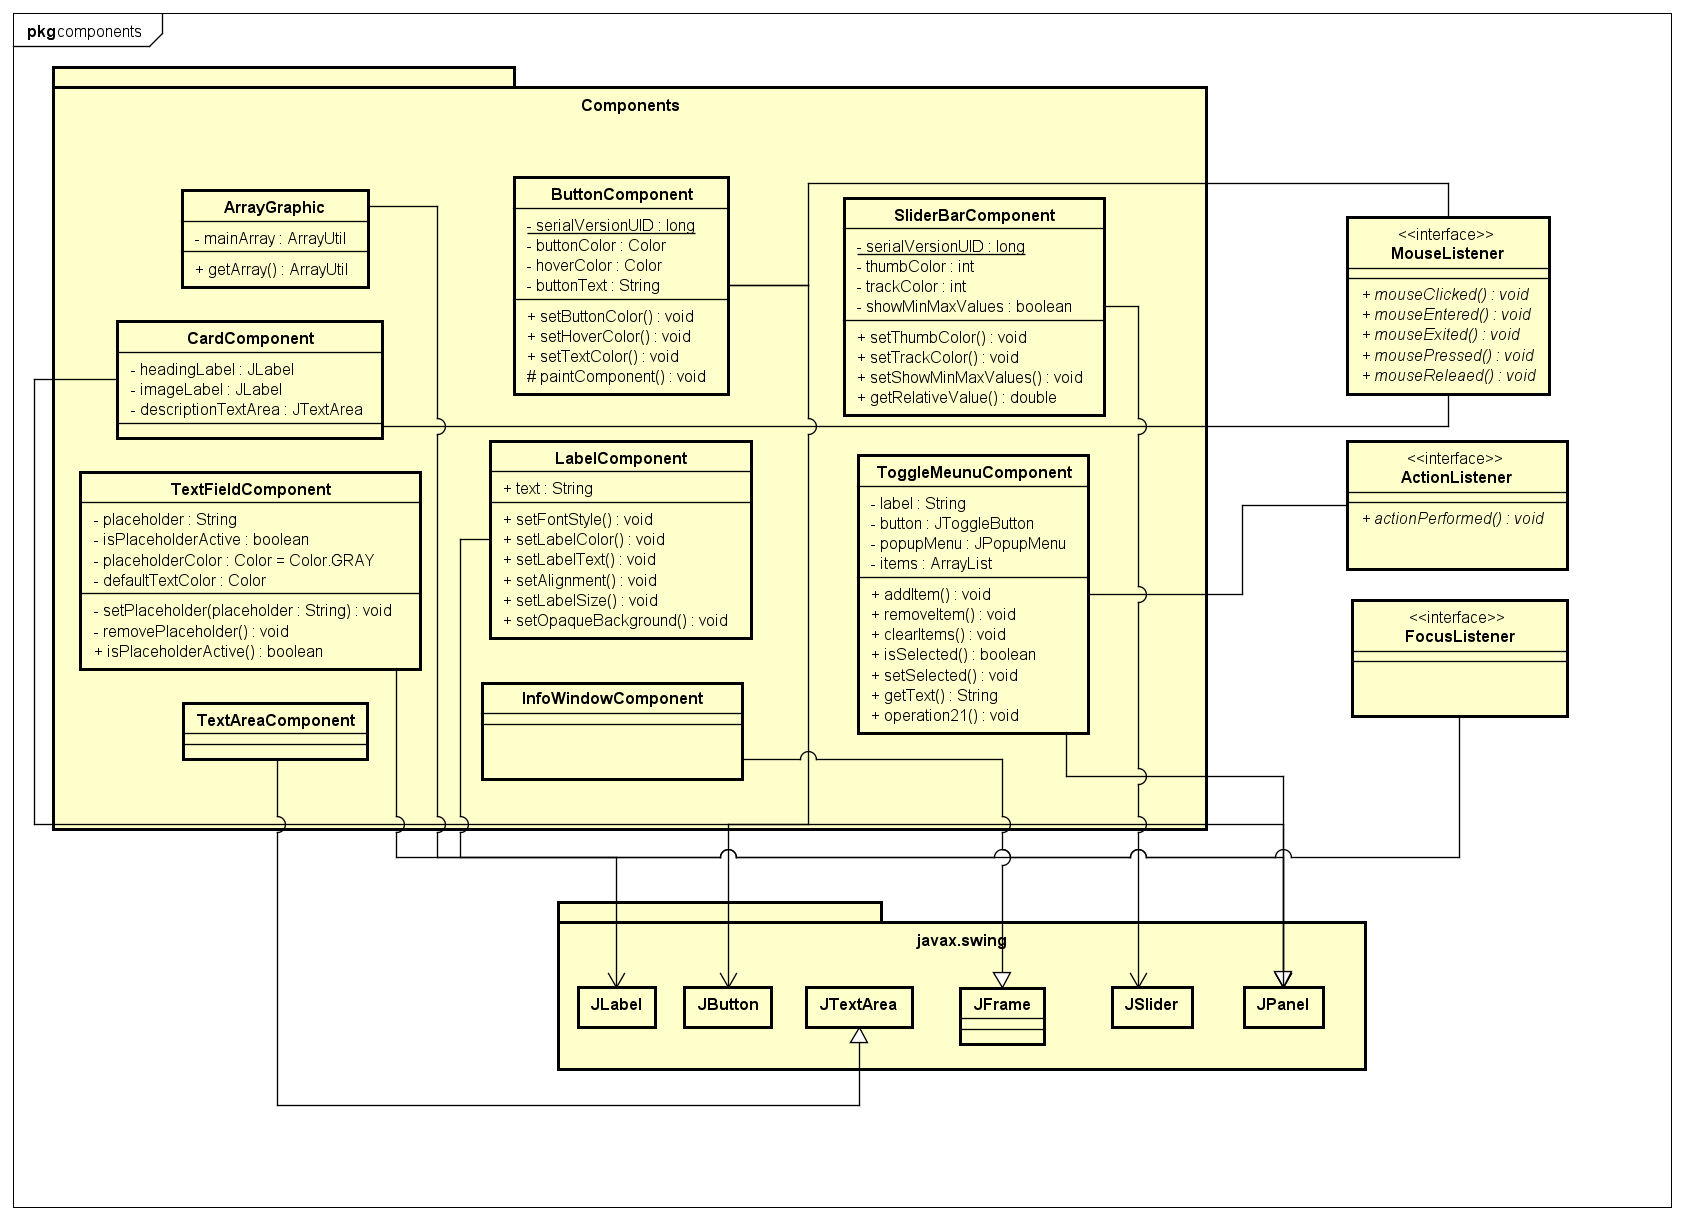 pkg components
Components
ArrayGraphic
- mainArray : ArrayUtil
+ getArray() : ArrayUtil
ButtonComponent
- serialVersionUID : long
- buttonColor : Color
- hoverColor : Color
- buttonText : String
+ setButtonColor() : void
+ setHoverColor() : void
+ setTextColor() : void
# paintComponent() : void
SliderBarComponent
- serialVersionUID : long
- thumbColor : int
- trackColor : int
- showMinMaxValues : boolean
+ setThumbColor() : void
+ setTrackColor() : void
+ setShowMinMaxValues() : void
+ getRelativeValue() : double
<<interface>>
MouseListener
+ mouseClicked() : void
+ mouseEntered() : void
+ mouseExited() : void
+ mousePressed() : void
+ mouseReleaed() : void
CardComponent
- headingLabel : JLabel
- imageLabel : JLabel
- descriptionTextArea : JTextArea
TextFieldComponent
- placeholder : String
- isPlaceholderActive : boolean
- placeholderColor : Color = Color.GRAY
- defaultTextColor : Color
- setPlaceholder(placeholder : String) : void
- removePlaceholder() : void
+ isPlaceholderActive() : boolean
LabelComponent
+ text : String
+ setFontStyle() : void
+ setLabelColor() : void
+ setLabelText() : void
+ setAlignment() : void
+ setLabelSize() : void
+ setOpaqueBackground() : void
ToggleMeunuComponent
- label : String
- button : JToggleButton
- popupMenu : JPopupMenu
- items : ArrayList
+ addItem() : void
+ removeItem() : void
+ clearItems() : void
+ isSelected() : boolean
+ setSelected() : void
+ getText() : String
+ operation21() : void
<<interface>>
ActionListener
+ actionPerformed() : void
<<interface>>
FocusListener
TextAreaComponent
InfoWindowComponent
javax.swing
JLabel
JButton
JTextArea
JFrame
JSlider
JPanel